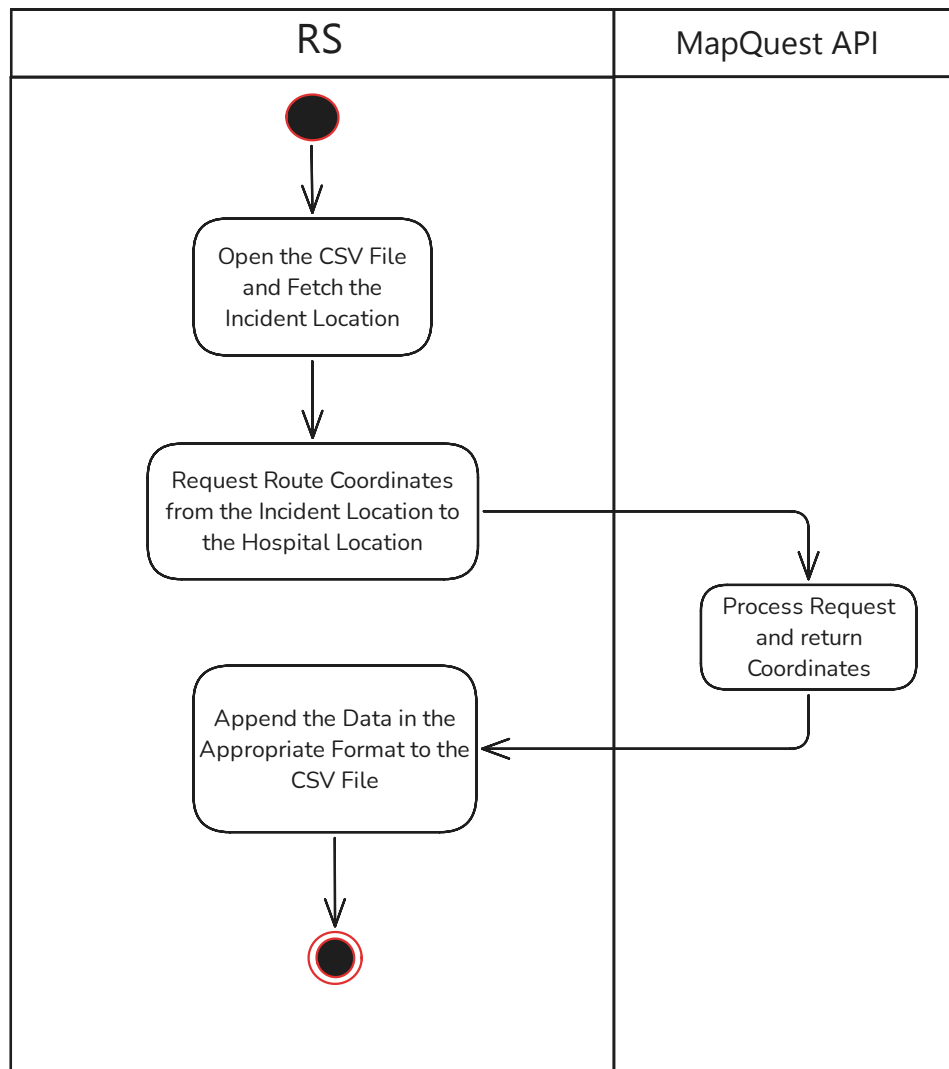 RS
MapQuest API
Open the CSV File
and Fetch the
Incident Location
Request Route Coordinates
from the Incident Location to
the Hospital Location
Process Request
and return
Coordinates
Append the Data in the
Appropriate Format to the
CSV File